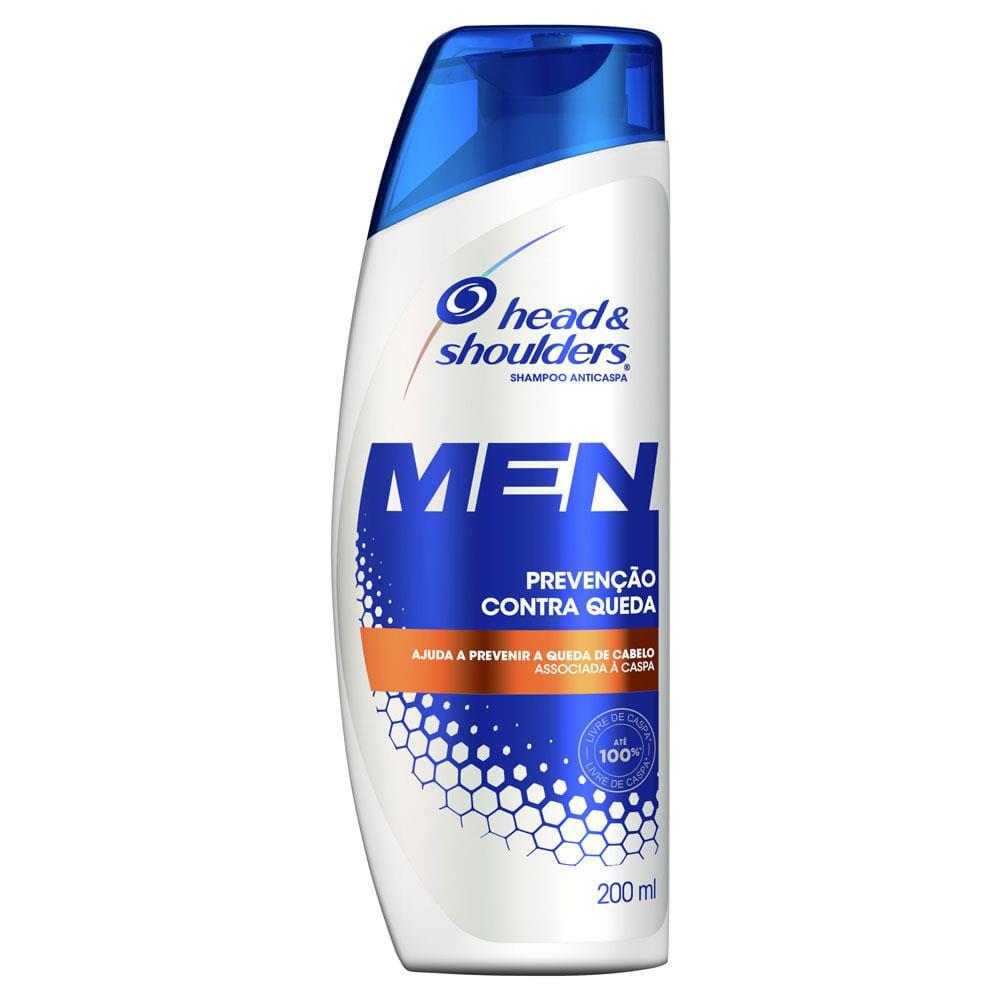 head &
shoulders®
SHAMPOO ANTICASPA
MEN
PREVENÇÃO
CONTRA QUEDA
AJUDA A PREVENIR A QUEDA DE CABELO
ASSOCIADA À CASPA
LIVRE DE CASPA*
ATÉ
100%*
LIVRE DE CASPA*
200 ml